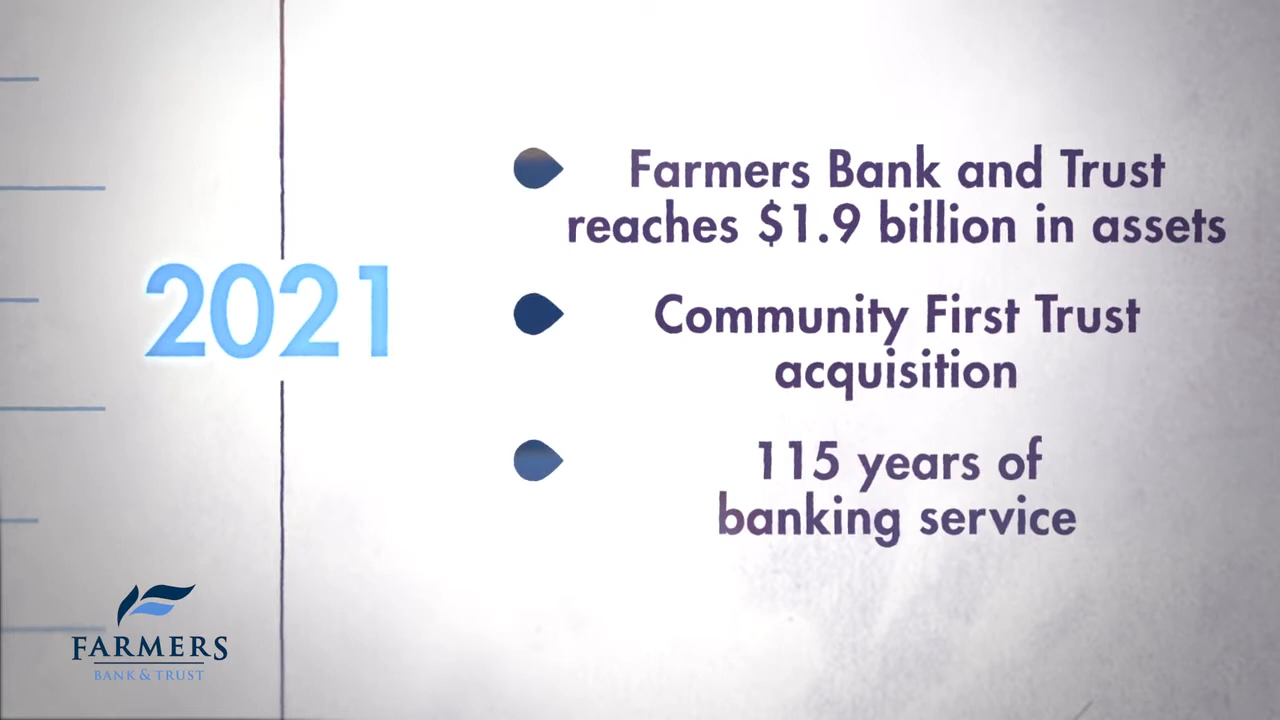 2021
Farmers Bank and Trust
reaches $1.9 billion in assets
Community First Trust
acquisition
115 years of
banking service
FARMERS
BANK & TRUST